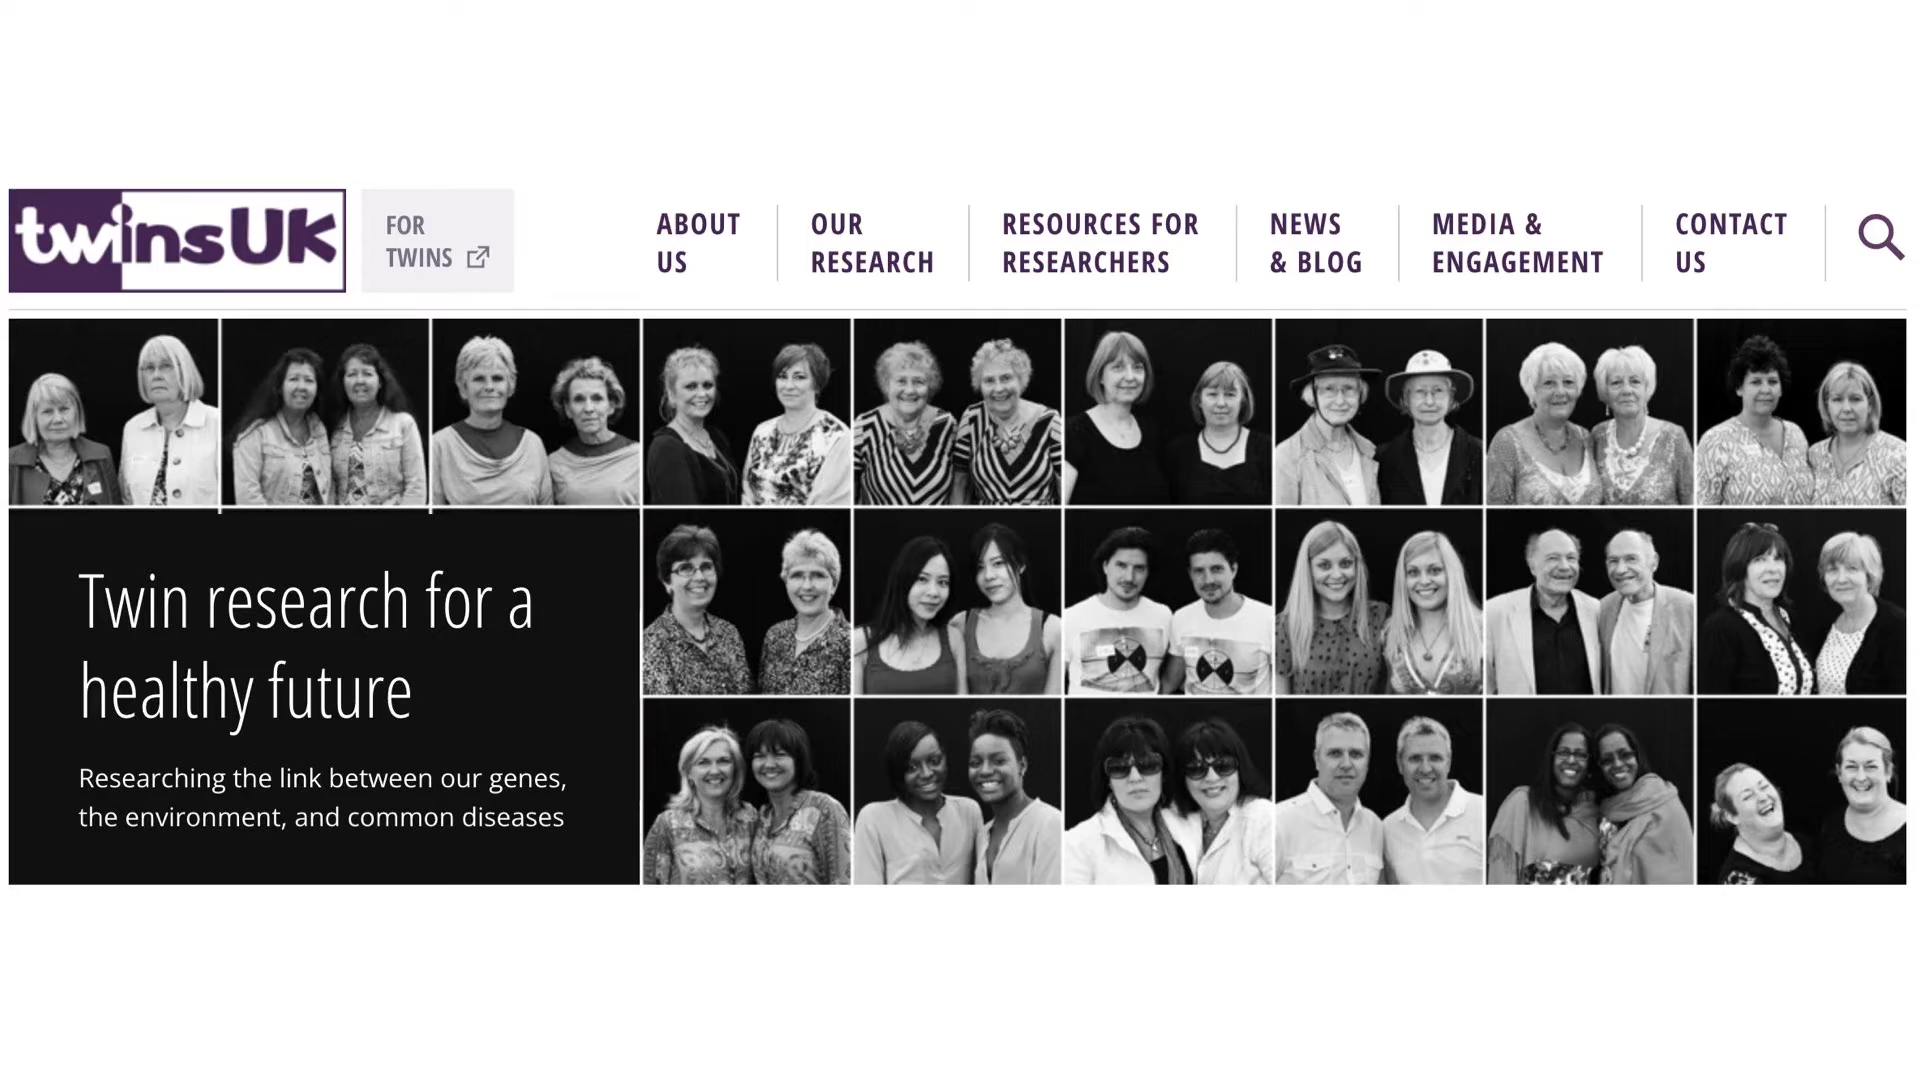 twinsUK
FOR
TWINS
ABOUT
US
OUR
RESEARCH
RESOURCES FOR
RESEARCHERS
NEWS
& BLOG
MEDIA &
ENGAGEMENT
CONTACT
US
Twin research for a
healthy future
Researching the link between our genes,
the environment, and common diseases